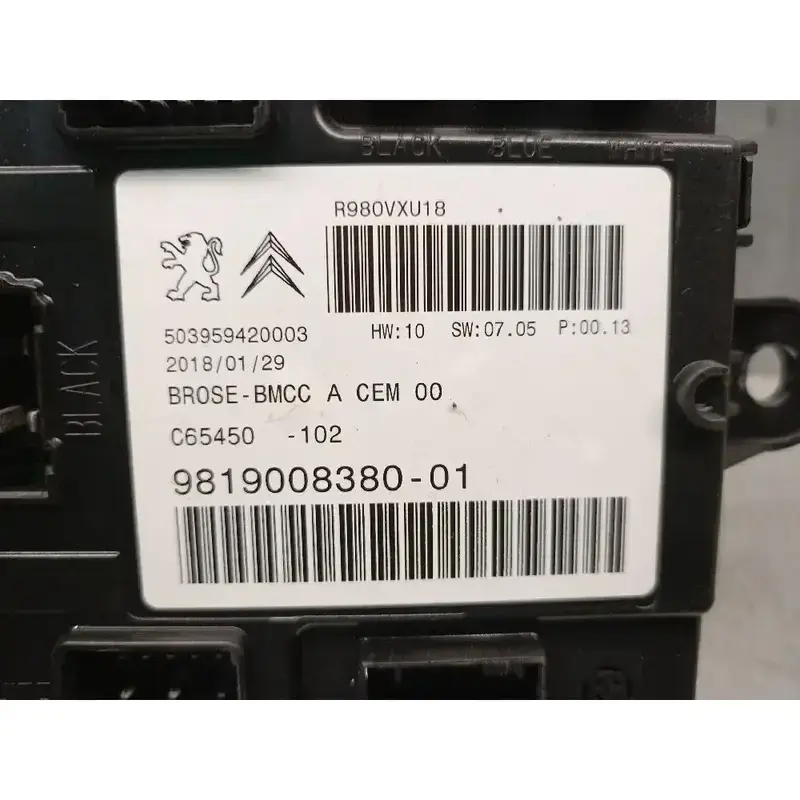 BLACK BLUE WHITE
R980VXU18
503959420003 HW:10 SW:07.05 P:00.13
2018/01/29
BROSE-BMCC A CEM 00
C65450 -102
9819008380-01
BLACK